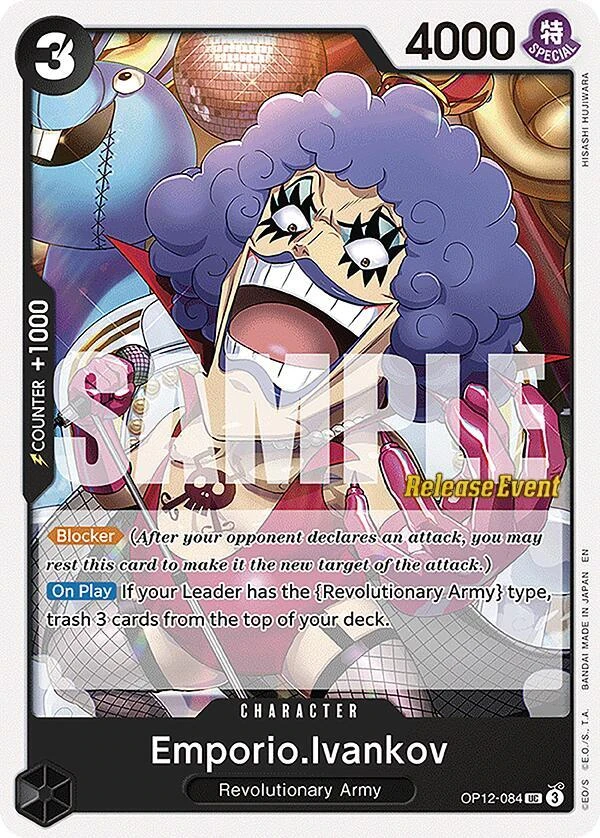 3
4000
特
SPECIAL
HISASHI HUJIWARA
COUNTER +1000
SAMPLE
Release Event
Blocker (After your opponent declares an attack, you may
rest this card to make it the new target of the attack.)
On Play If your Leader has the {Revolutionary Army} type,
trash 3 cards from the top of your deck.
CHARACTER
Emporio.Ivankov
Revolutionary Army
OP12-084 UC 3
©E.O/S ©E.O./S., T.A. BANDAI MADE IN JAPAN EN